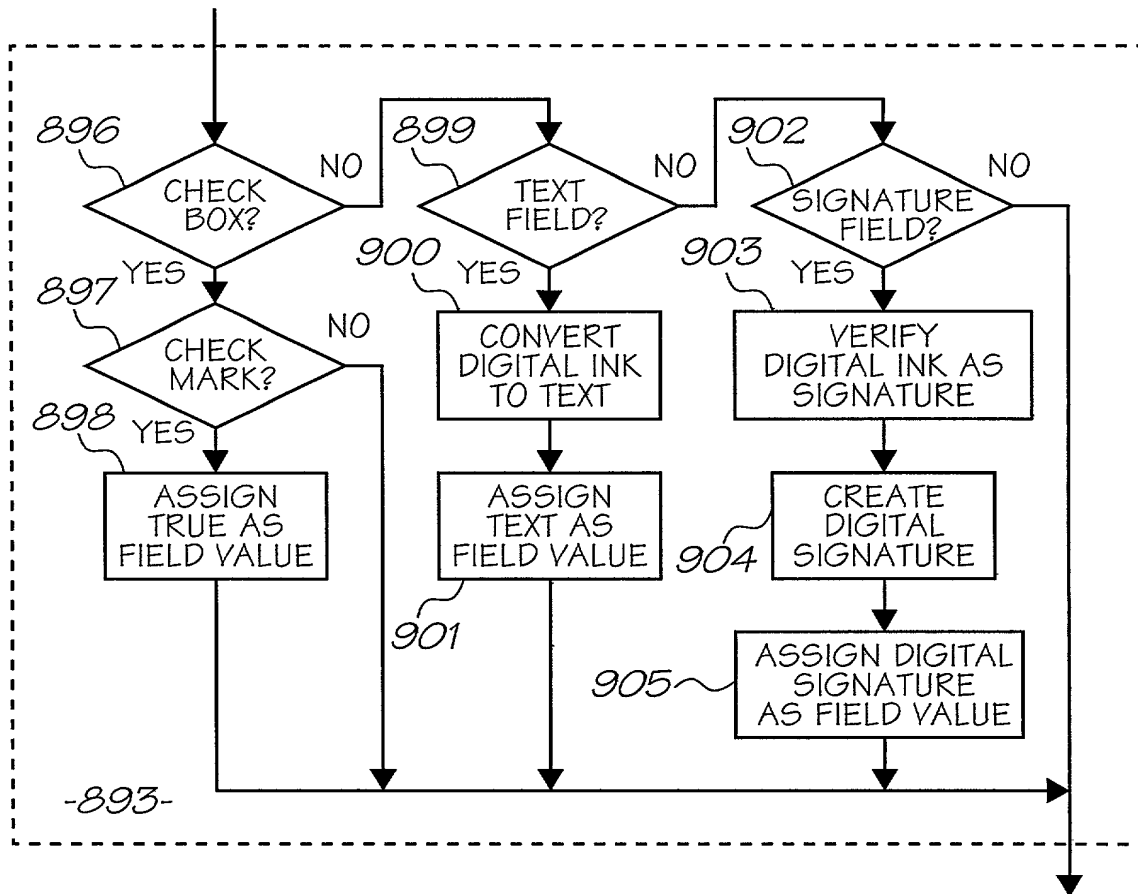 896
CHECK
BOX?
NO
YES
897
CHECK
MARK?
NO
YES
898
ASSIGN
TRUE AS
FIELD VALUE
899
TEXT
FIELD?
NO
YES
900
CONVERT
DIGITAL INK
TO TEXT
ASSIGN
TEXT AS
FIELD VALUE
901
902
SIGNATURE
FIELD?
NO
YES
903
VERIFY
DIGITAL INK AS
SIGNATURE
CREATE
DIGITAL
SIGNATURE
904
ASSIGN DIGITAL
SIGNATURE
AS FIELD VALUE
905
-893-